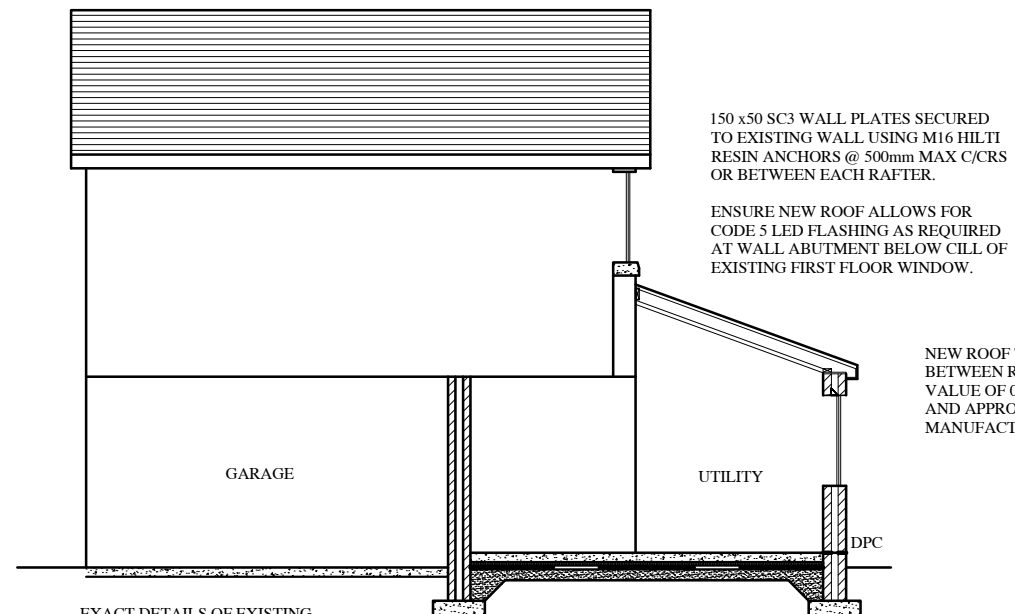 150 x50 SC3 WALL PLATES SECURED
TO EXISTING WALL USING M16 HILTI
RESIN ANCHORS @ 500mm MAX C/CRS
OR BETWEEN EACH RAFTER.
ENSURE NEW ROOF ALLOWS FOR
CODE 5 LED FLASHING AS REQUIRED
AT WALL ABUTMENT BELOW CILL OF
EXISTING FIRST FLOOR WINDOW.
NEW ROOF
BETWEEN R
VALUE OF 0
AND APPRO
MANUFACT
GARAGE
UTILITY
DPC
EXACT DETAILS OF EXISTING